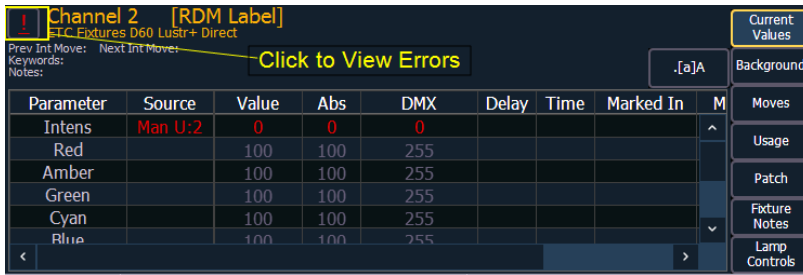 ! Channel 2 [RDM Label]
ETC Fixtures D60 Lustr+ Direct
Prev Int Move: Next Int Move:
Keywords:
Notes:
Click to View Errors
.[a]A
Parameter Source Value Abs DMX Delay Time Marked In M
Intens Man U:2 0 0 0
Red 100 100 255
Amber 100 100 255
Green 100 100 255
Cyan 100 100 255
Blue 100 100 255
Current
Values
Background
Moves
Usage
Patch
Fixture
Notes
Lamp
Controls